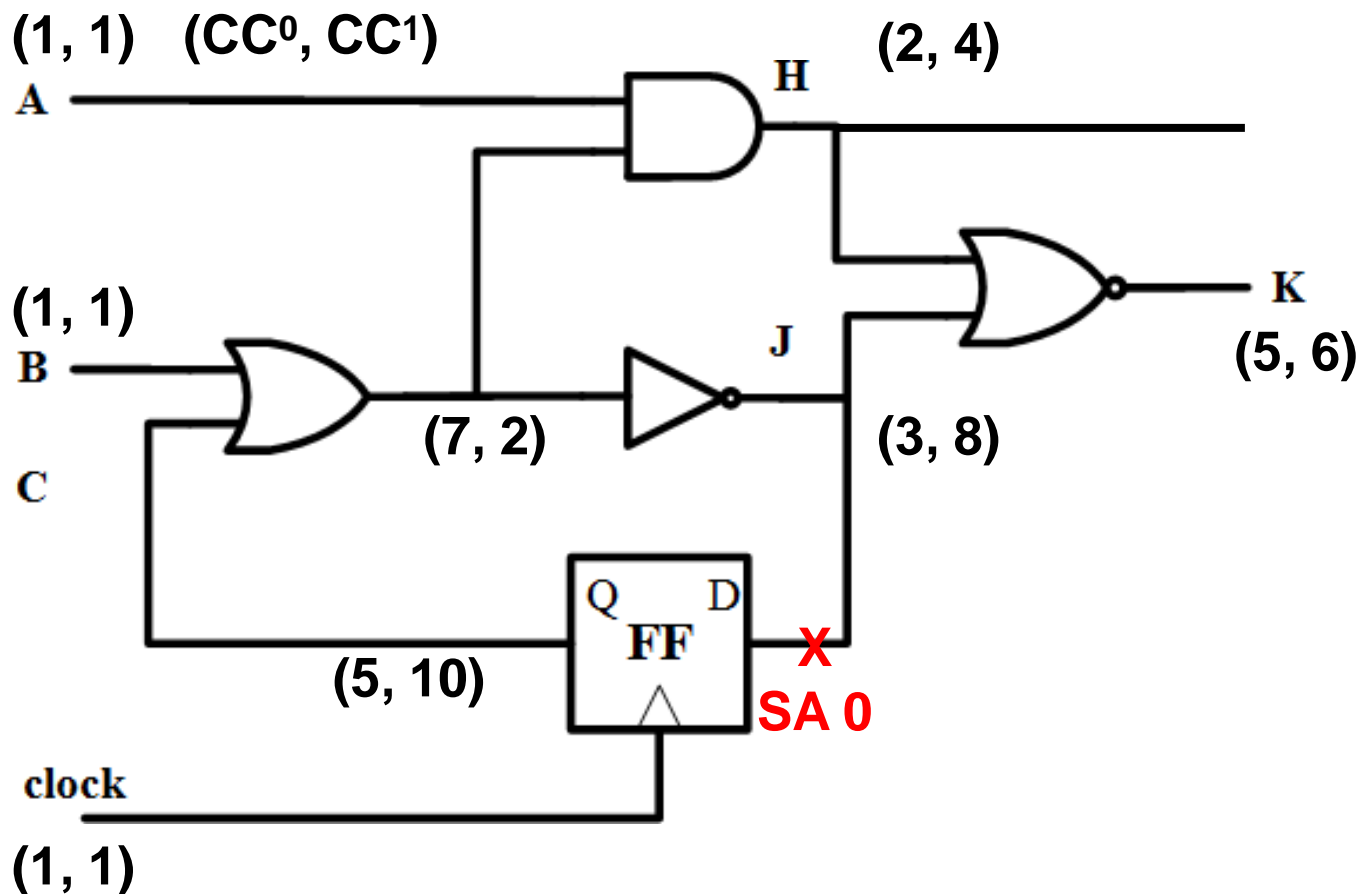 (1, 1) (CC⁰, CC¹) (2, 4)
H
A
(1, 1)
K
J
(5, 6)
B
(7, 2) (3, 8)
C
Q D
FF
X
(5, 10)
SA 0
clock
(1, 1)